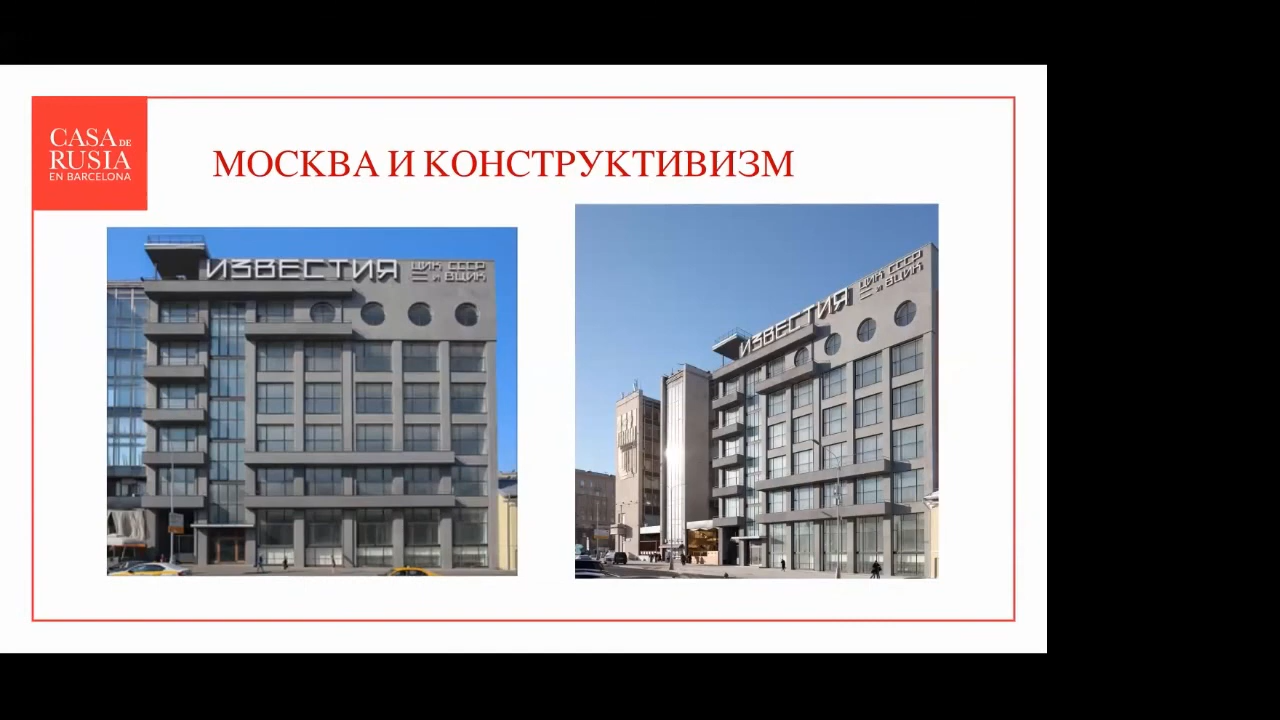 CASA DE
RUSIA
EN BARCELONA
МОСКВА И КОНСТРУКТИВИЗМ
ИЗВЕСТИЯ ЦИК СССР
и ВЦИК
ИЗВЕСТИЯ ЦИК СССР
и ВЦИК